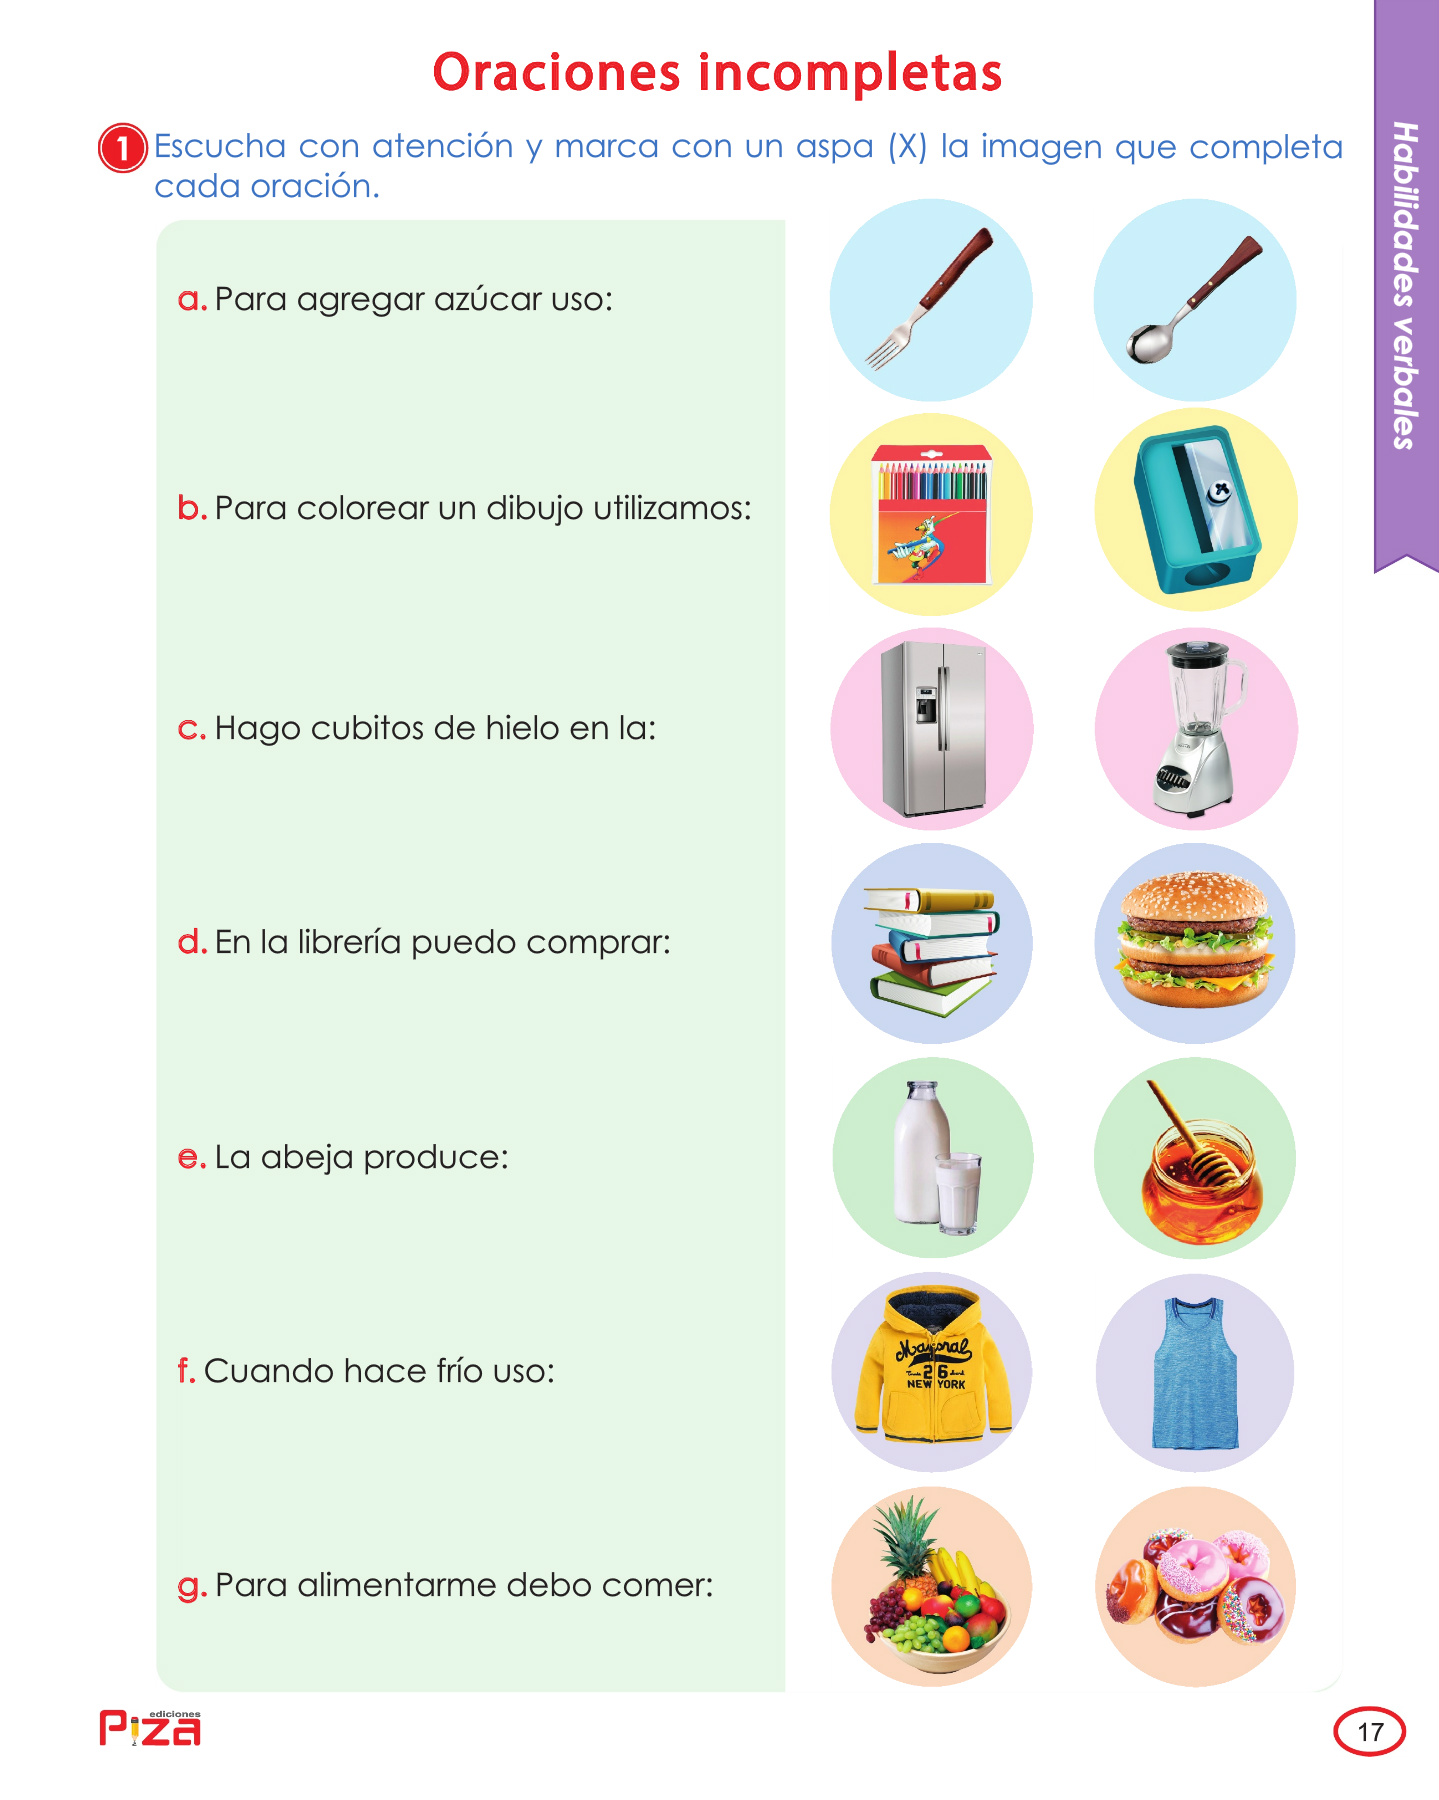 Oraciones incompletas
1 Escucha con atención y marca con un aspa (X) la imagen que completa
cada oración.
Habilidades verbales
a. Para agregar azúcar uso:
b. Para colorear un dibujo utilizamos:
c. Hago cubitos de hielo en la:
d. En la librería puedo comprar:
e. La abeja produce:
f. Cuando hace frío uso:
26
NEW YORK
g. Para alimentarme debo comer:
ediciones
Piza
17